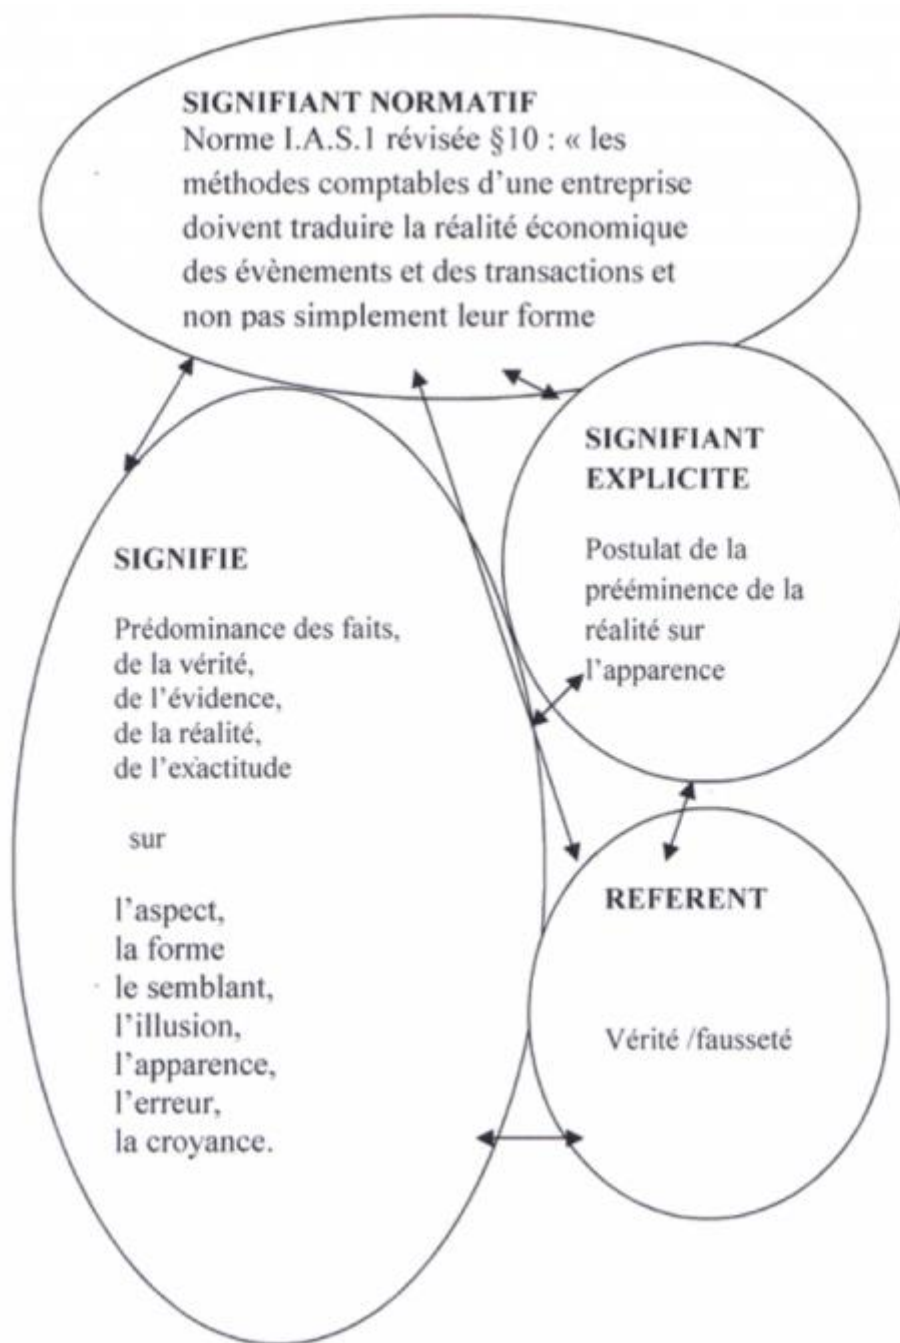 SIGNIFIANT NORMATIF
Norme I.A.S.1 révisée §10 : « les
méthodes comptables d’une entreprise
doivent traduire la réalité économique
des évènements et des transactions et
non pas simplement leur forme
SIGNIFIANT
EXPLICITE
Postulat de la
prééminence de la
réalité sur
l’apparence
SIGNIFIE
Prédominance des faits,
de la vérité,
de l’évidence,
de la réalité,
de l’exactitude
sur
l’aspect,
la forme
le semblant,
l’illusion,
l’apparence,
l’erreur,
la croyance.
REFERENT
Vérité /fausseté